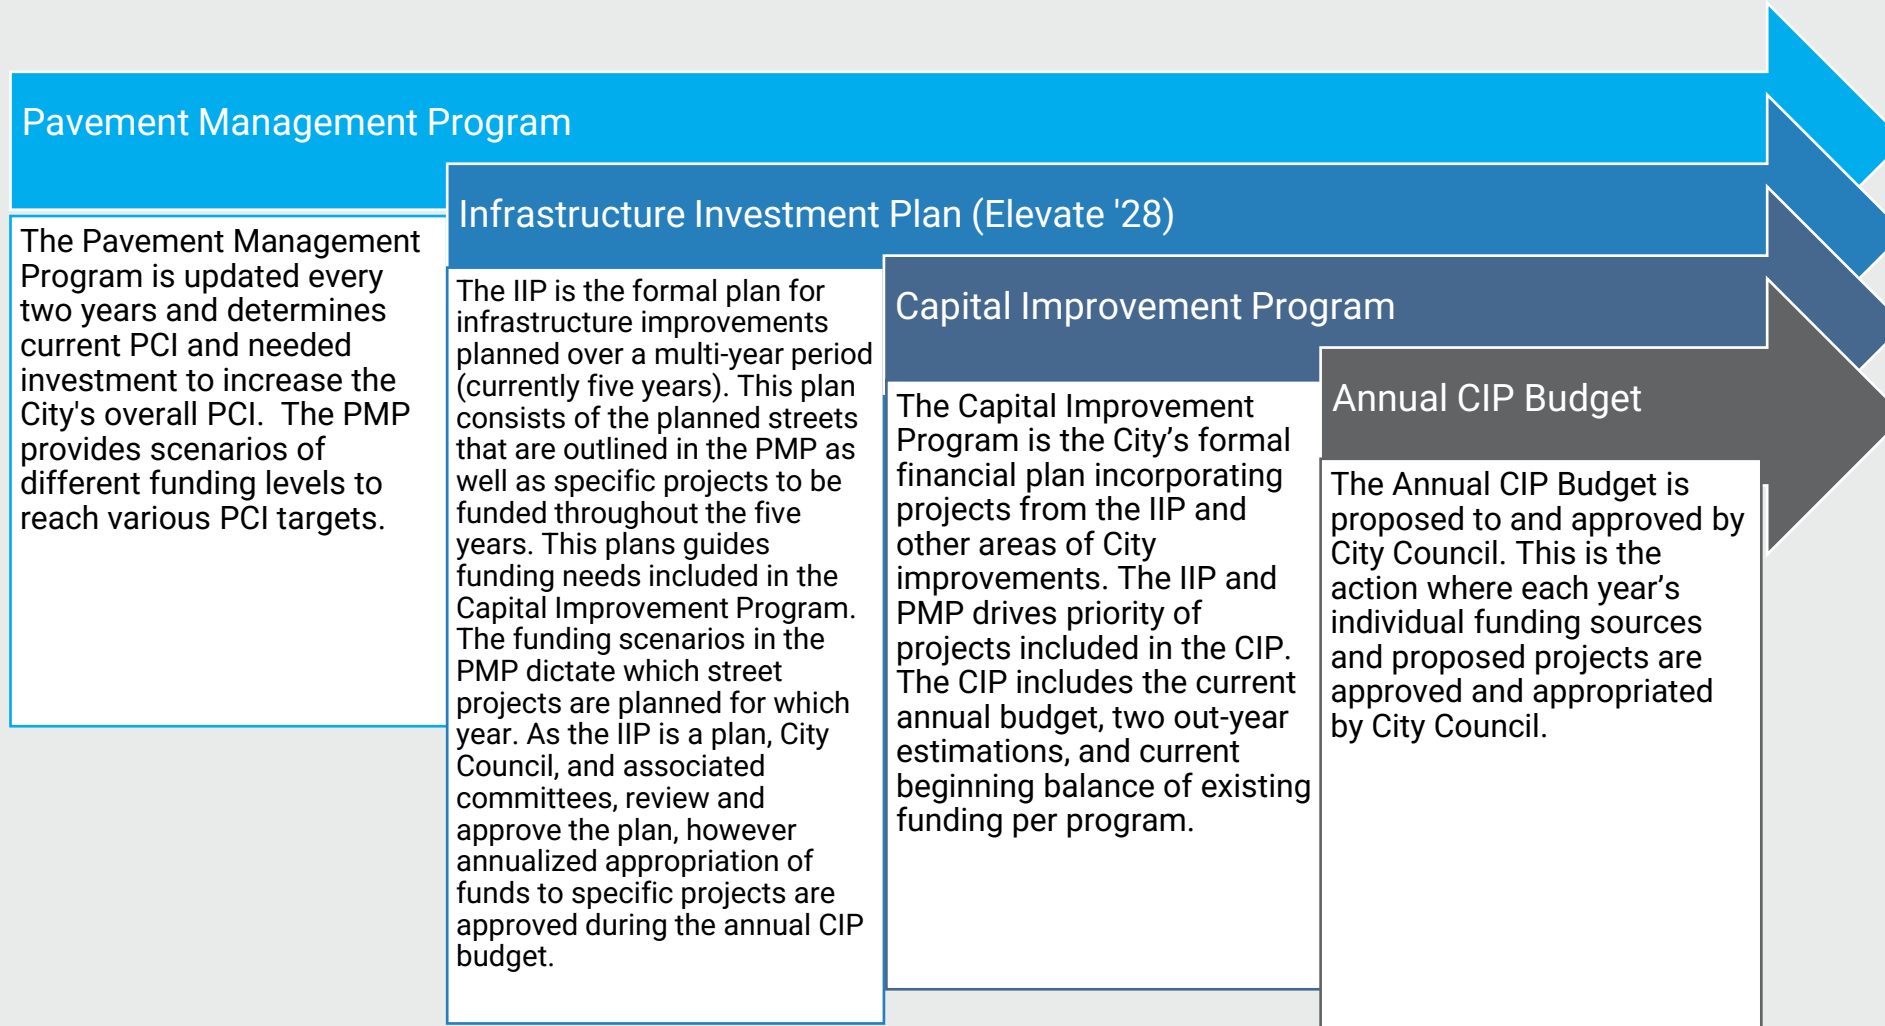 Pavement Management Program
The Pavement Management
Program is updated every
two years and determines
current PCI and needed
investment to increase the
City's overall PCI.  The PMP
provides scenarios of
different funding levels to
reach various PCI targets.
Infrastructure Investment Plan (Elevate '28)
The IIP is the formal plan for
infrastructure improvements
planned over a multi-year period
(currently five years). This plan
consists of the planned streets
that are outlined in the PMP as
well as specific projects to be
funded throughout the five
years. This plans guides
funding needs included in the
Capital Improvement Program.
The funding scenarios in the
PMP dictate which street
projects are planned for which
year. As the IIP is a plan, City
Council, and associated
committees, review and
approve the plan, however
annualized appropriation of
funds to specific projects are
approved during the annual CIP
budget.
Capital Improvement Program
The Capital Improvement
Program is the City’s formal
financial plan incorporating
projects from the IIP and
other areas of City
improvements. The IIP and
PMP drives priority of
projects included in the CIP.
The CIP includes the current
annual budget, two out-year
estimations, and current
beginning balance of existing
funding per program.
Annual CIP Budget
The Annual CIP Budget is
proposed to and approved by
City Council. This is the
action where each year’s
individual funding sources
and proposed projects are
approved and appropriated
by City Council.